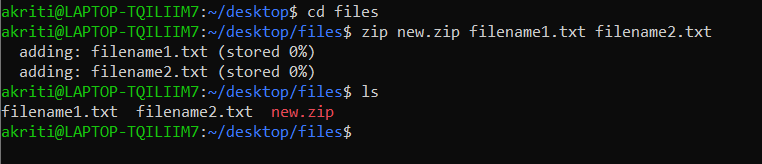 akriti@LAPTOP-TQILIIM7:~/desktop$ cd files
akriti@LAPTOP-TQILIIM7:~/desktop/files$ zip new.zip filename1.txt filename2.txt
  adding: filename1.txt (stored 0%)
  adding: filename2.txt (stored 0%)
akriti@LAPTOP-TQILIIM7:~/desktop/files$ ls
filename1.txt  filename2.txt  new.zip
akriti@LAPTOP-TQILIIM7:~/desktop/files$